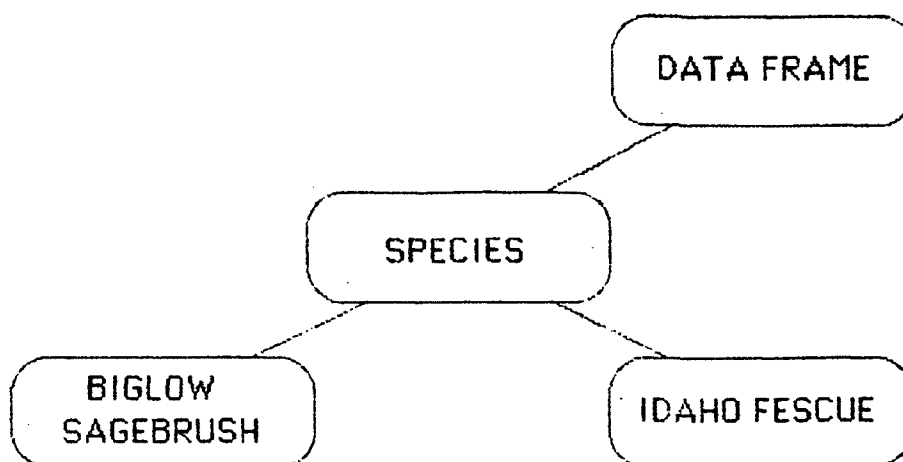 DATA FRAME
SPECIES
BIGLOW
SAGEBRUSH
IDAHO FESCUE